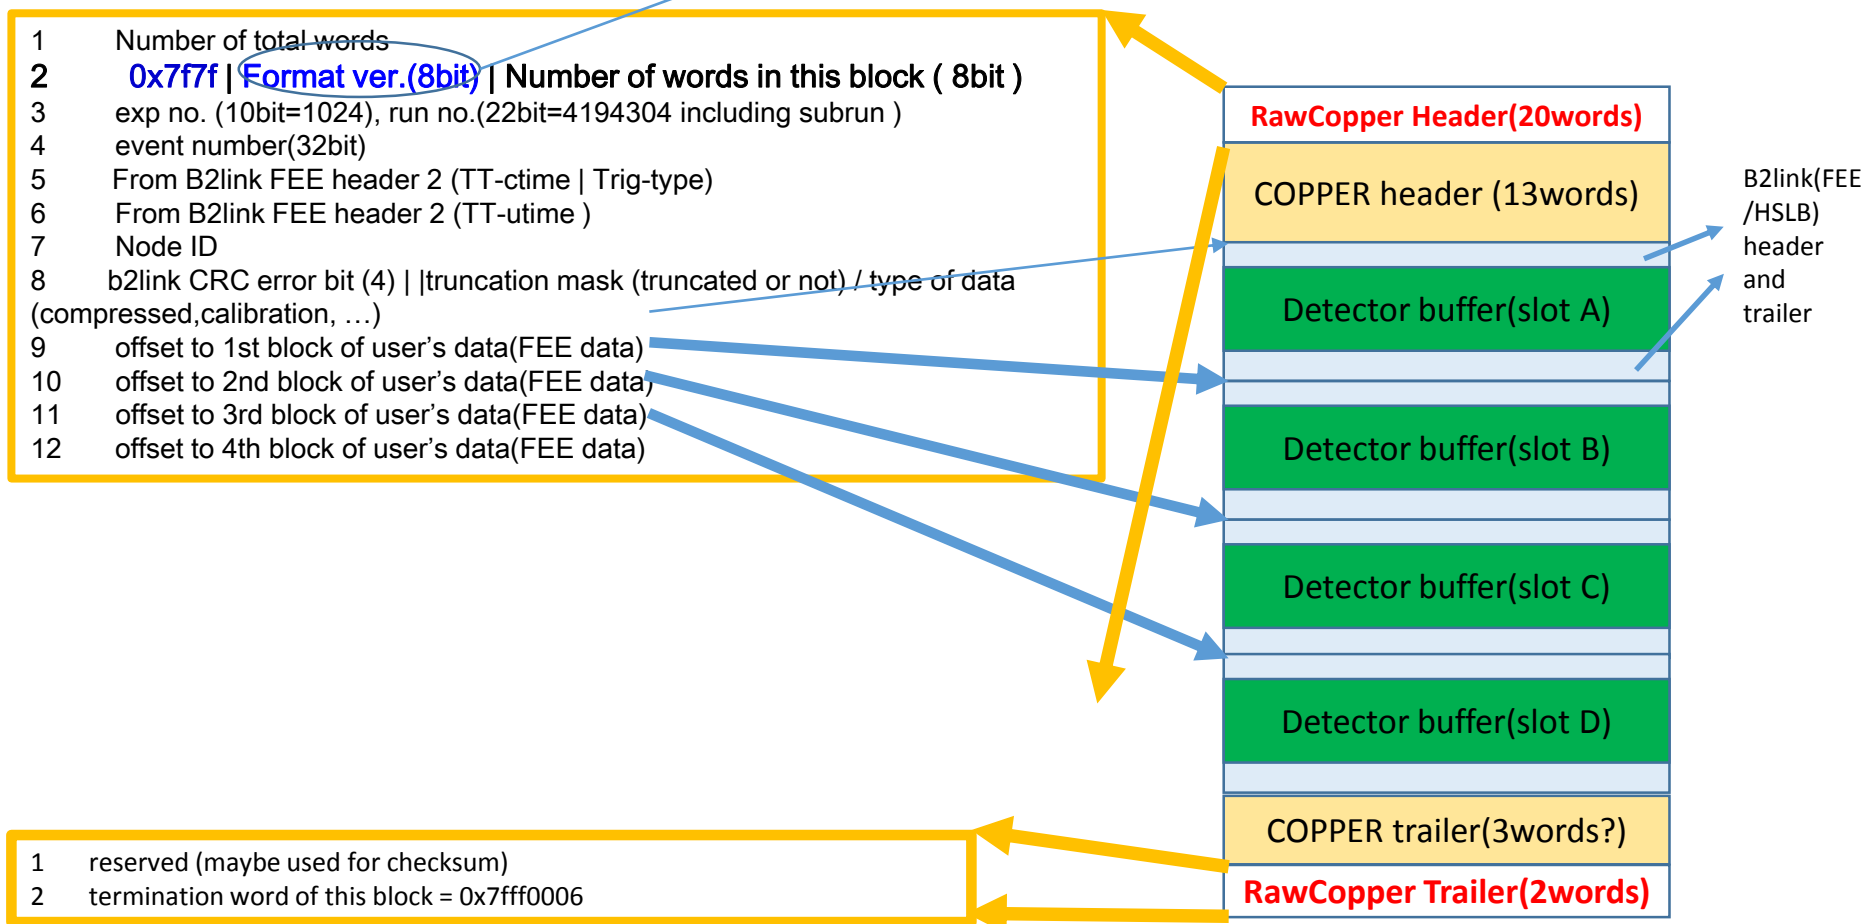 1 Number of total words
2 0x7f7f | Format ver.(8bit) | Number of words in this block ( 8bit )
3 exp no. (10bit=1024), run no.(22bit=4194304 including subrun )
4 event number(32bit)
5 From B2link FEE header 2 (TT-ctime | Trig-type)
6 From B2link FEE header 2 (TT-utime )
7 Node ID
8 b2link CRC error bit (4) | |truncation mask (truncated or not) / type of data
(compressed,calibration, …)
9 offset to 1st block of user’s data(FEE data)
10 offset to 2nd block of user’s data(FEE data)
11 offset to 3rd block of user’s data(FEE data)
12 offset to 4th block of user’s data(FEE data)
RawCopper Header(20words)
COPPER header (13words)
Detector buffer(slot A)
Detector buffer(slot B)
Detector buffer(slot C)
Detector buffer(slot D)
COPPER trailer(3words?)
RawCopper Trailer(2words)
B2link(FEE
/HSLB)
header
and
trailer
1 reserved (maybe used for checksum)
2 termination word of this block = 0x7fff0006